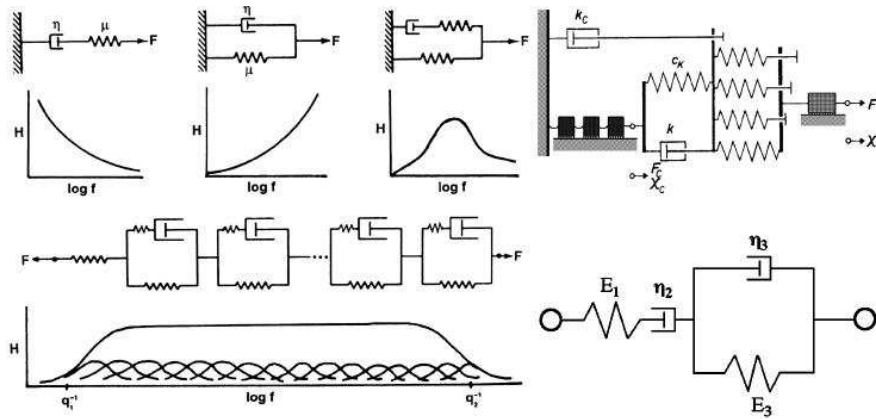 η μ F
H
log f
η
μ
F
H
log f
F
H
log f
k_C
c_K
k
F_C
X_C
F
X
F F
H
q₁⁻¹ log f q₂⁻¹
E₁ η₂ η₃
E₃